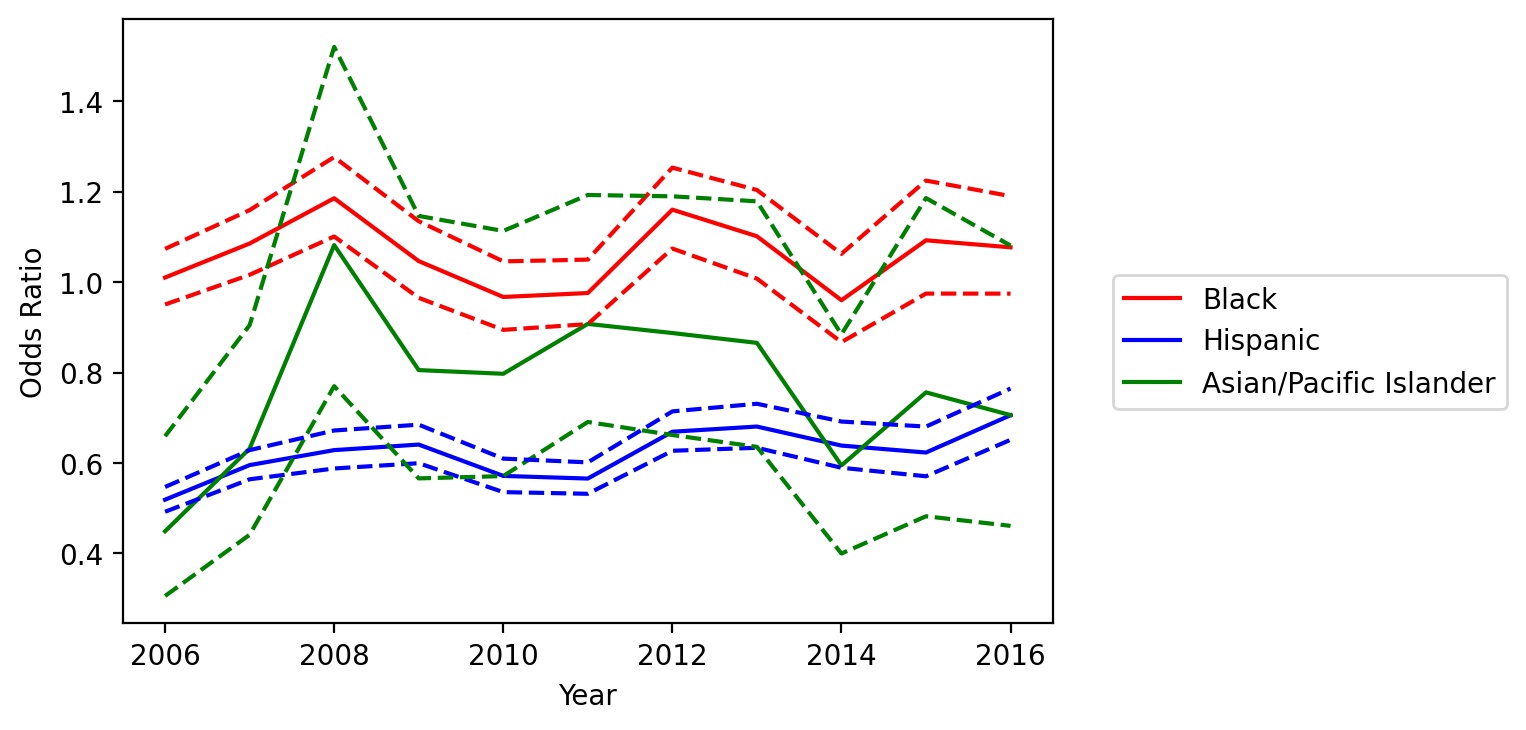 1.4
1.2
1.0
0.8
0.6
0.4
Odds Ratio
2006 2008 2010 2012 2014 2016
Year
Black
Hispanic
Asian/Pacific Islander